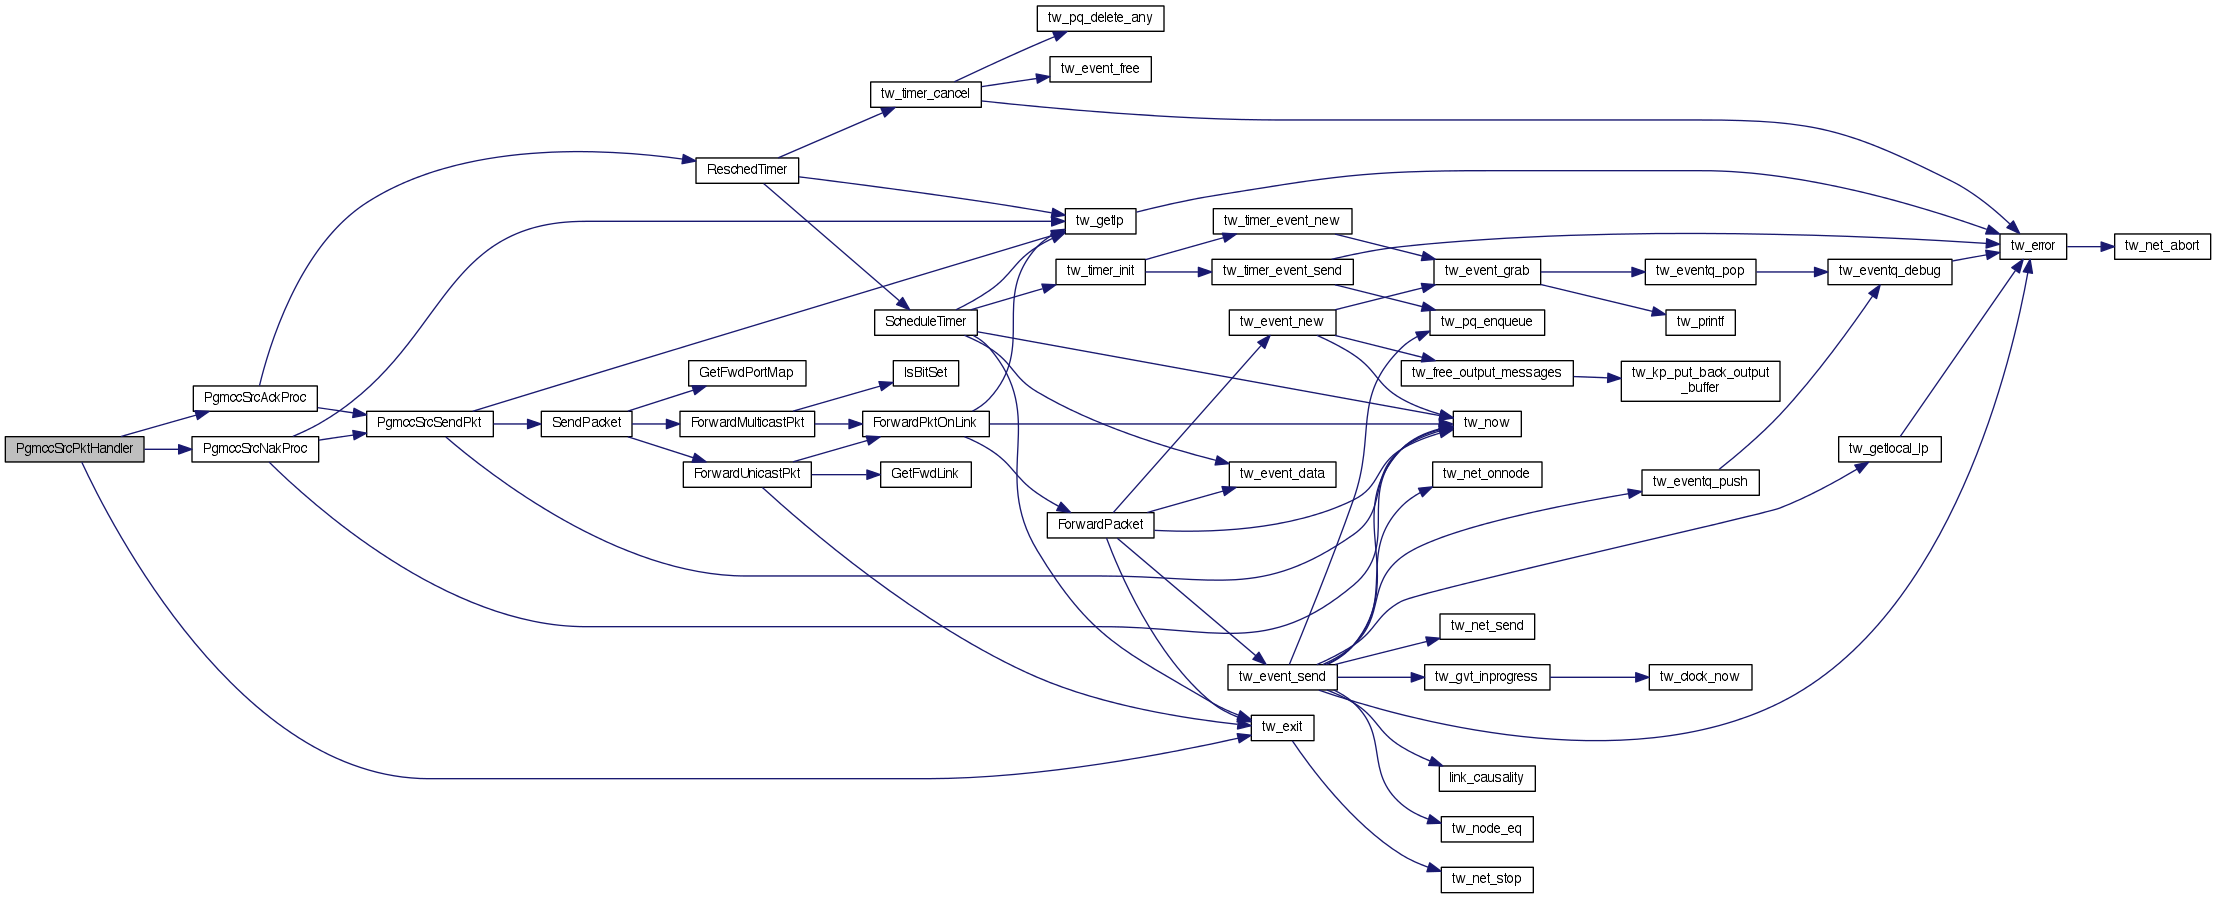 tw_pq_delete_any
tw_event_free
tw_timer_cancel
ReschedTimer
tw_getlp
tw_timer_event_new
tw_error
tw_net_abort
tw_timer_init
tw_timer_event_send
tw_event_grab
tw_eventq_pop
tw_eventq_debug
ScheduleTimer
tw_event_new
tw_pq_enqueue
tw_printf
GetFwdPortMap
IsBitSet
tw_free_output_messages
tw_kp_put_back_output
_buffer
PgmccSrcAckProc
PgmccSrcSendPkt
SendPacket
ForwardMulticastPkt
ForwardPktOnLink
tw_now
PgmccSrcPktHandler
PgmccSrcNakProc
tw_getlocal_lp
ForwardUnicastPkt
GetFwdLink
tw_event_data
tw_net_onnode
tw_eventq_push
ForwardPacket
tw_net_send
tw_event_send
tw_gvt_inprogress
tw_clock_now
tw_exit
link_causality
tw_node_eq
tw_net_stop